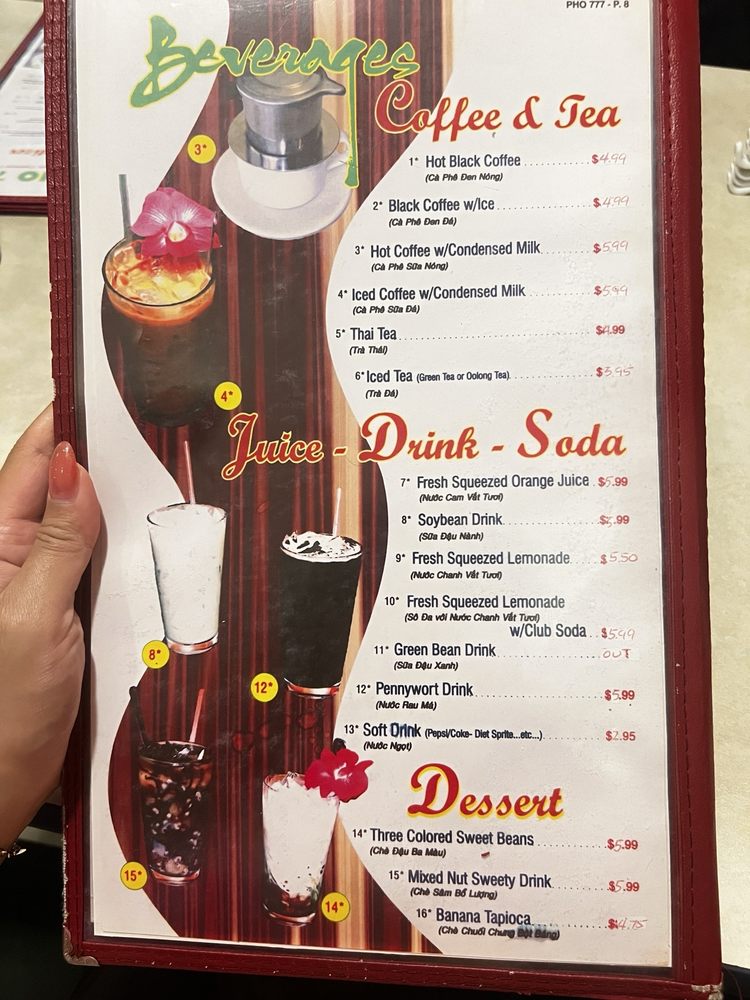 PHO 777 - P. 8
Beverages
Coffee & Tea
3*
1* Hot Black Coffee ............ $4.99
(Cà Phê Đen Nóng)
2* Black Coffee w/Ice ............ $4.99
(Cà Phê Đen Đá)
3* Hot Coffee w/Condensed Milk ............ $5.99
(Cà Phê Sữa Nóng)
4* Iced Coffee w/Condensed Milk ............ $5.99
(Cà Phê Sữa Đá)
5* Thai Tea ............ $4.99
(Trà Thái)
6* Iced Tea (Green Tea or Oolong Tea) ............ $3.95
(Trà Đá)
4*
Juice - Drink - Soda
7* Fresh Squeezed Orange Juice . $5.99
(Nước Cam Vắt Tươi)
8* Soybean Drink ............ $5.99
(Sữa Đậu Nành)
9* Fresh Squeezed Lemonade ...... $5.50
(Nước Chanh Vắt Tươi)
10* Fresh Squeezed Lemonade
(Sô Đa với Nước Chanh Vắt Tươi)
w/Club Soda .. $5.99
11* Green Bean Drink ............ OUT
(Sữa Đậu Xanh)
8*
12*
12* Pennywort Drink ............ $5.99
(Nước Rau Má)
13* Soft Drink (Pepsi/Coke- Diet Sprite...etc...) ............ $2.95
(Nước Ngọt)
Dessert
14* Three Colored Sweet Beans ............ $5.99
(Chè Đậu Ba Màu)
15* Mixed Nut Sweety Drink ............ $5.99
(Chè Sâm Bổ Lượng)
16* Banana Tapioca ............ $4.75
(Chè Chuối Chưng Bột Báng)
15*
14*